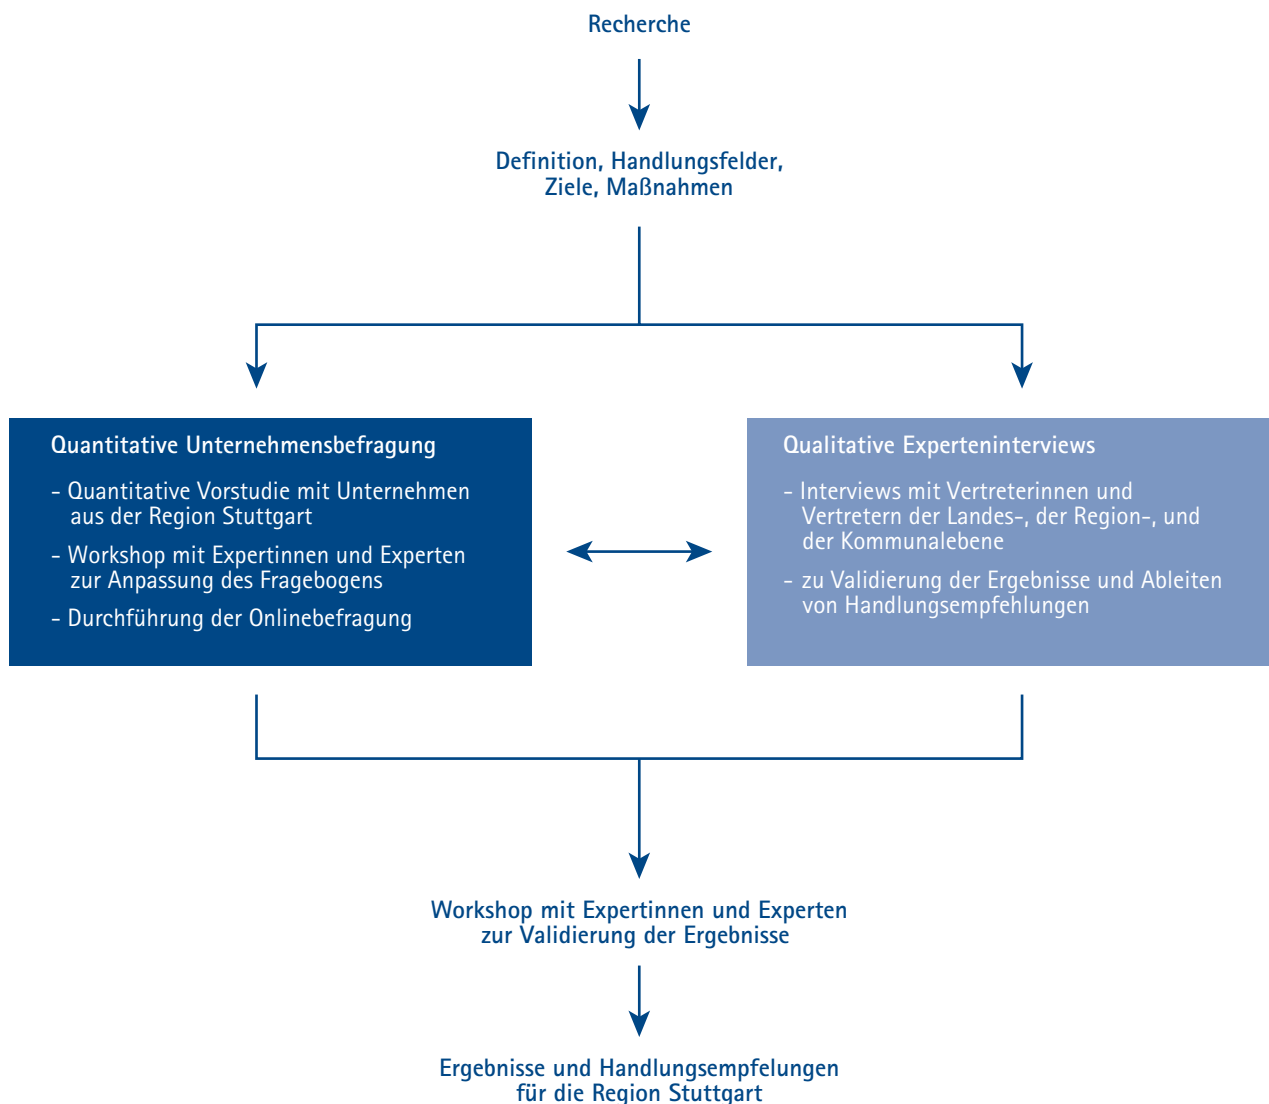 Recherche
Definition, Handlungsfelder,
Ziele, Maßnahmen
Quantitative Unternehmensbefragung
- Quantitative Vorstudie mit Unternehmen
aus der Region Stuttgart
- Workshop mit Expertinnen und Experten
zur Anpassung des Fragebogens
- Durchführung der Onlinebefragung
Qualitative Experteninterviews
- Interviews mit Vertreterinnen und
Vertretern der Landes-, der Region-, und
der Kommunalebene
- zu Validierung der Ergebnisse und Ableiten
von Handlungsempfehlungen
Workshop mit Expertinnen und Experten
zur Validierung der Ergebnisse
Ergebnisse und Handlungsempfelungen
für die Region Stuttgart